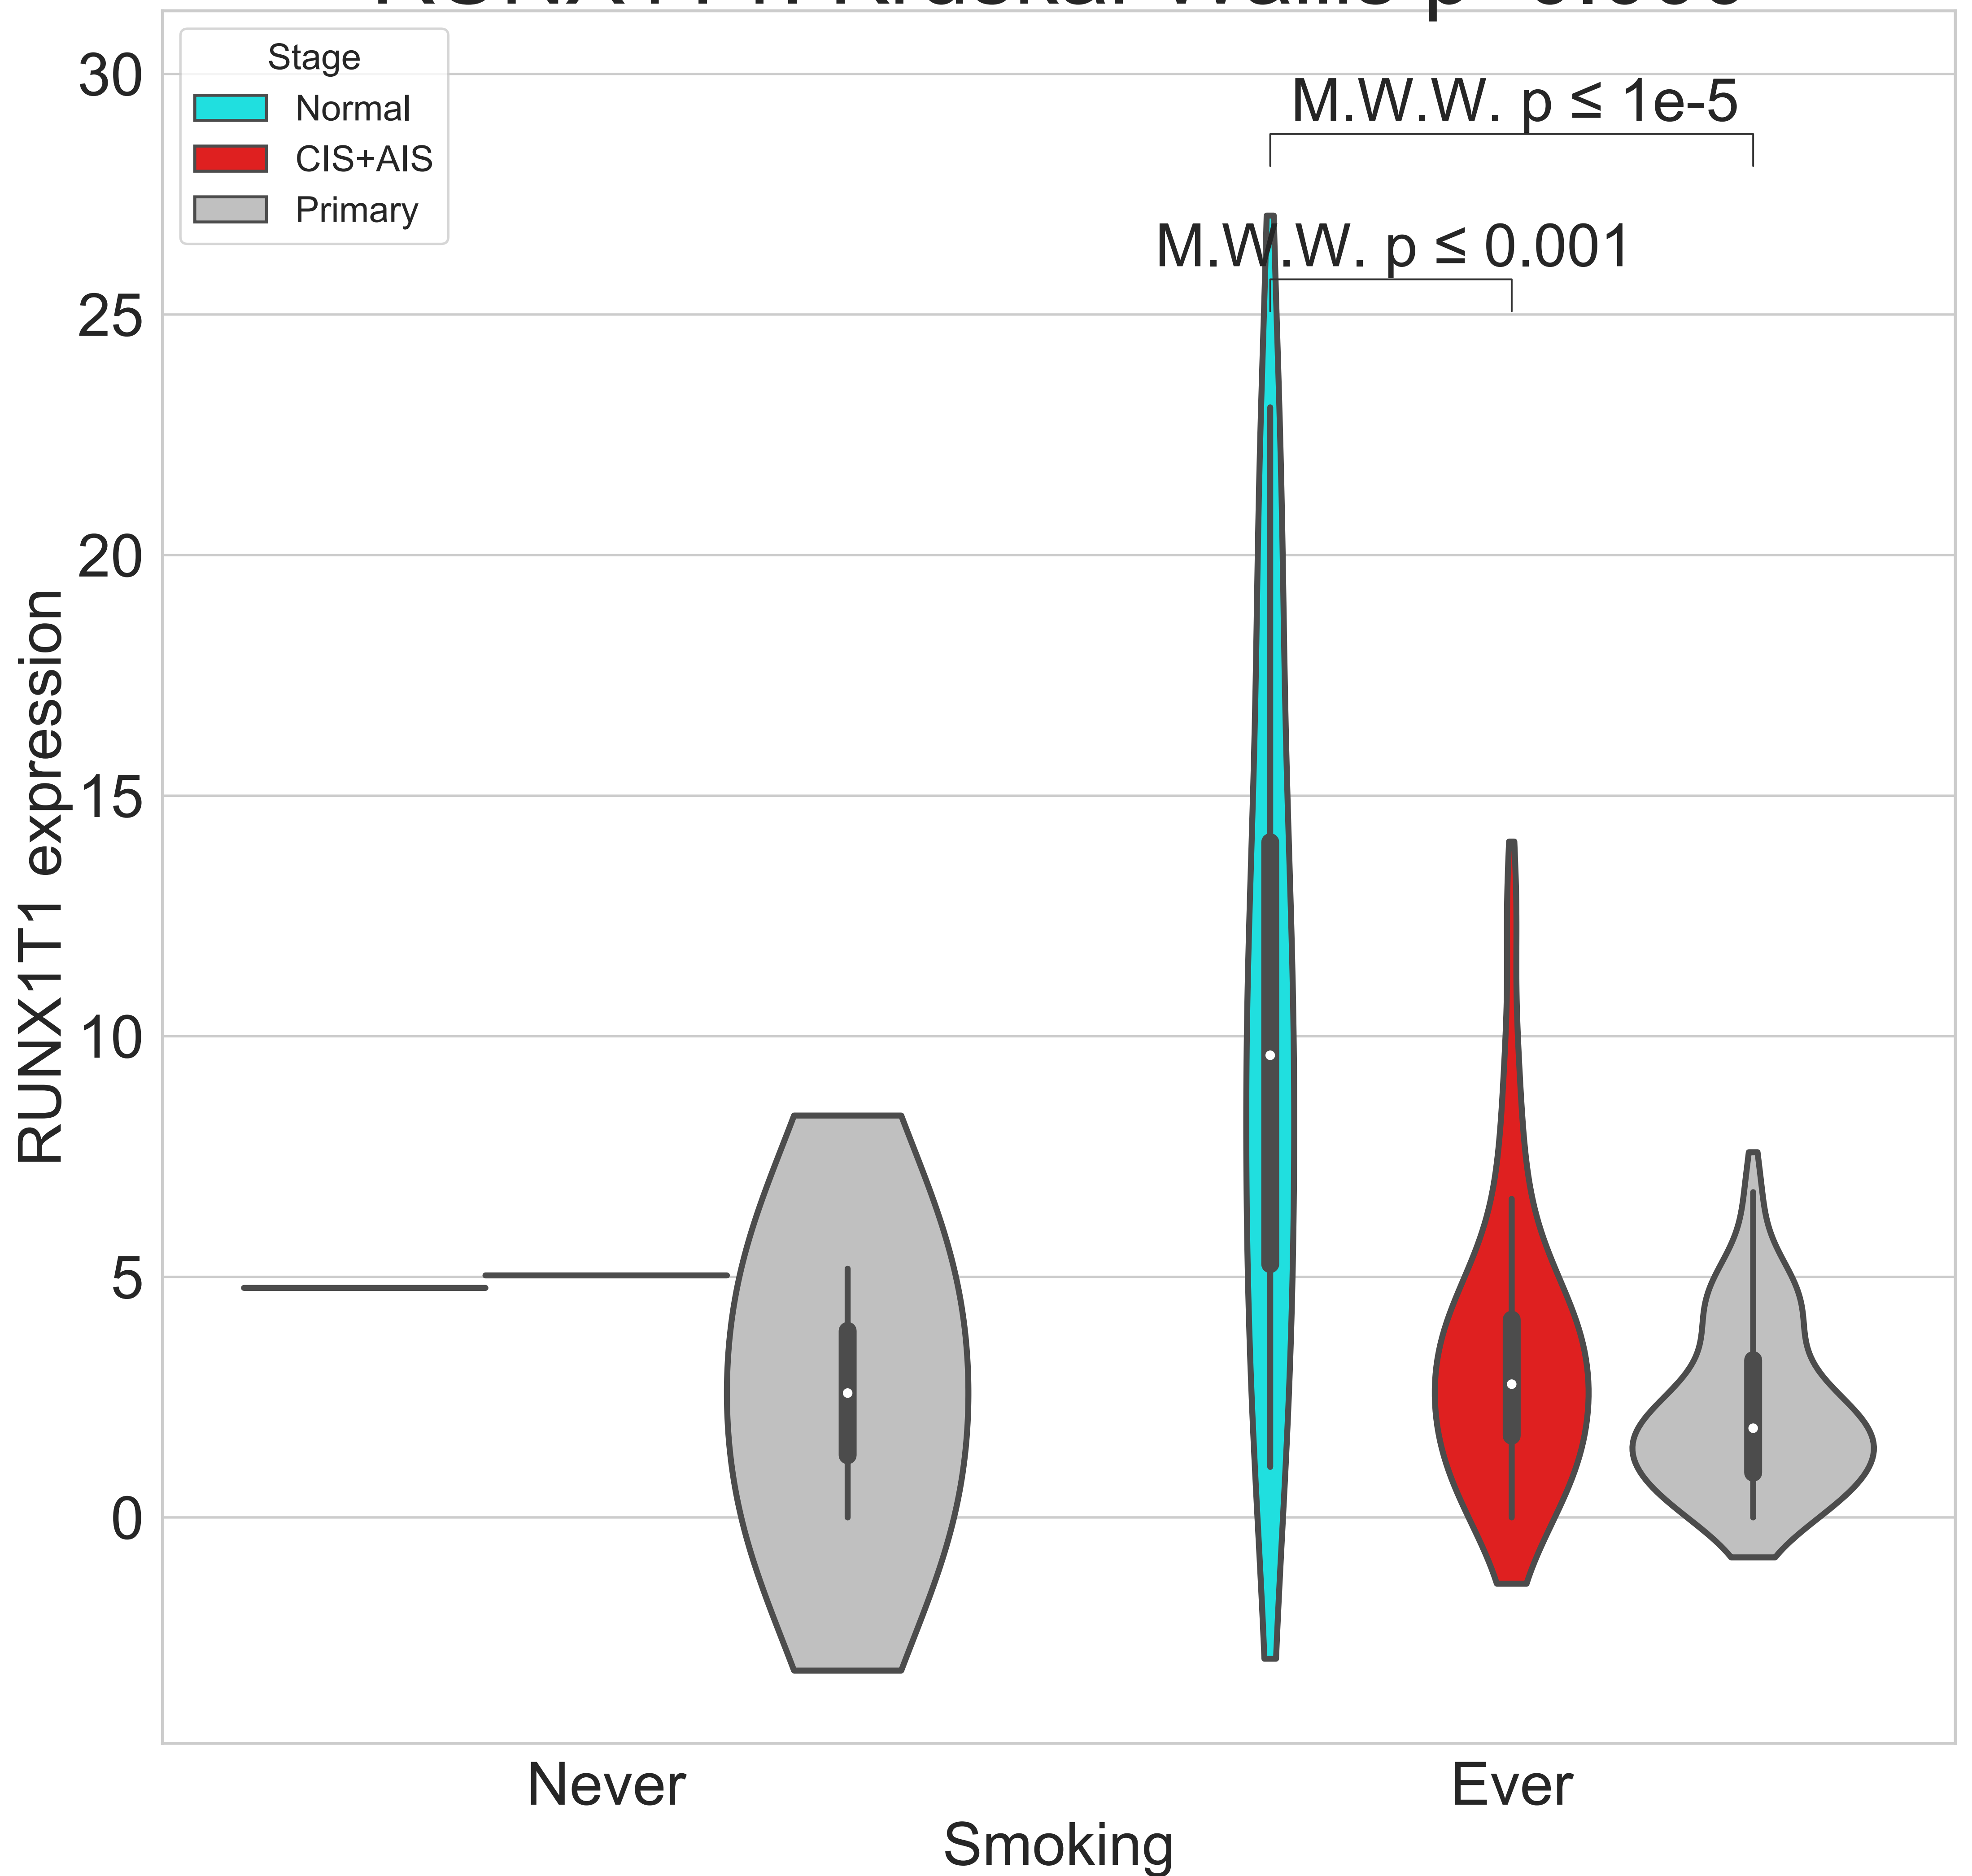 Stage
Normal
CIS+AIS
Primary
M.W.W. p ≤ 1e-5
M.W.W. p ≤ 0.001
30
25
20
15
10
5
0
RUNX1T1 expression
Never
Ever
Smoking